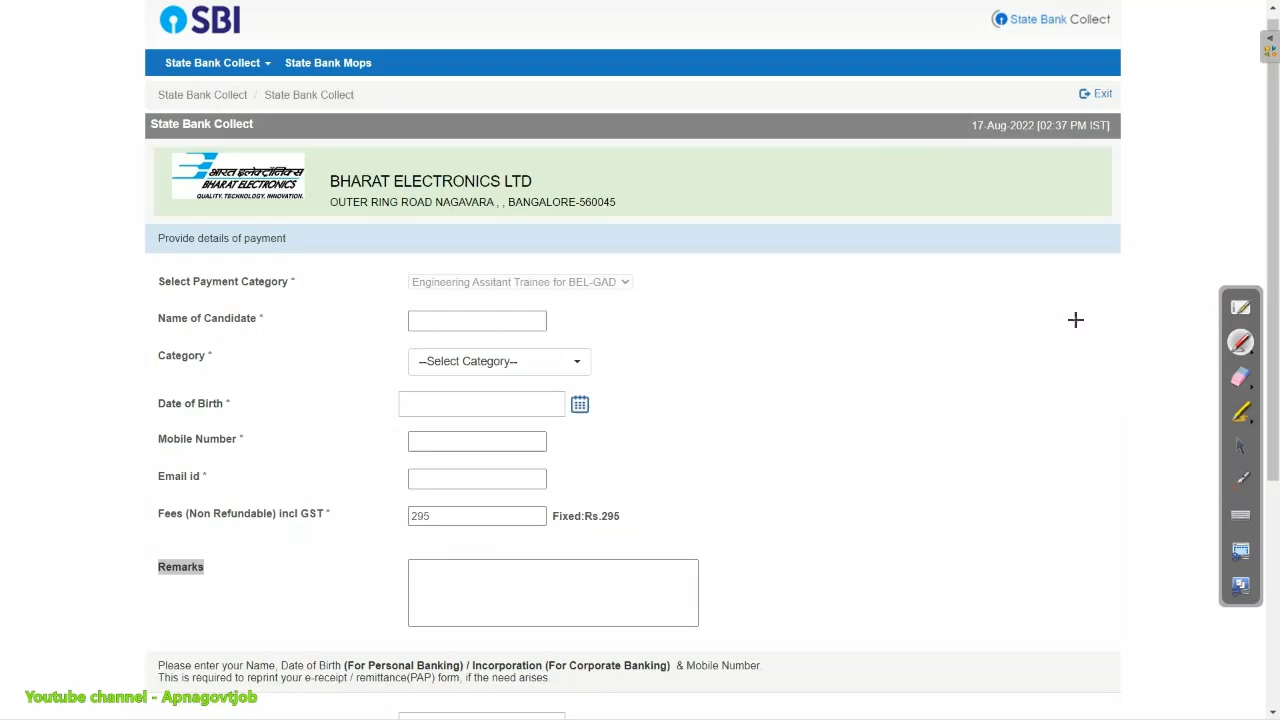 SBI
State Bank Collect
State Bank Collect
State Bank Mops
State Bank Collect / State Bank Collect
Exit
State Bank Collect
17-Aug-2022 [02:37 PM IST]
भारत इलेक्ट्रॉनिक्स
BHARAT ELECTRONICS
QUALITY. TECHNOLOGY. INNOVATION.
BHARAT ELECTRONICS LTD
OUTER RING ROAD NAGAVARA , , BANGALORE-560045
Provide details of payment
Select Payment Category *
Engineering Assitant Trainee for BEL-GAD
Name of Candidate *
Category *
--Select Category--
Date of Birth *
Mobile Number *
Email id *
Fees (Non Refundable) incl GST *
295
Fixed:Rs.295
Remarks
Please enter your Name, Date of Birth (For Personal Banking) / Incorporation (For Corporate Banking) & Mobile Number.
This is required to reprint your e-receipt / remittance(PAP) form, if the need arises.
Youtube channel - Apnagovtjob